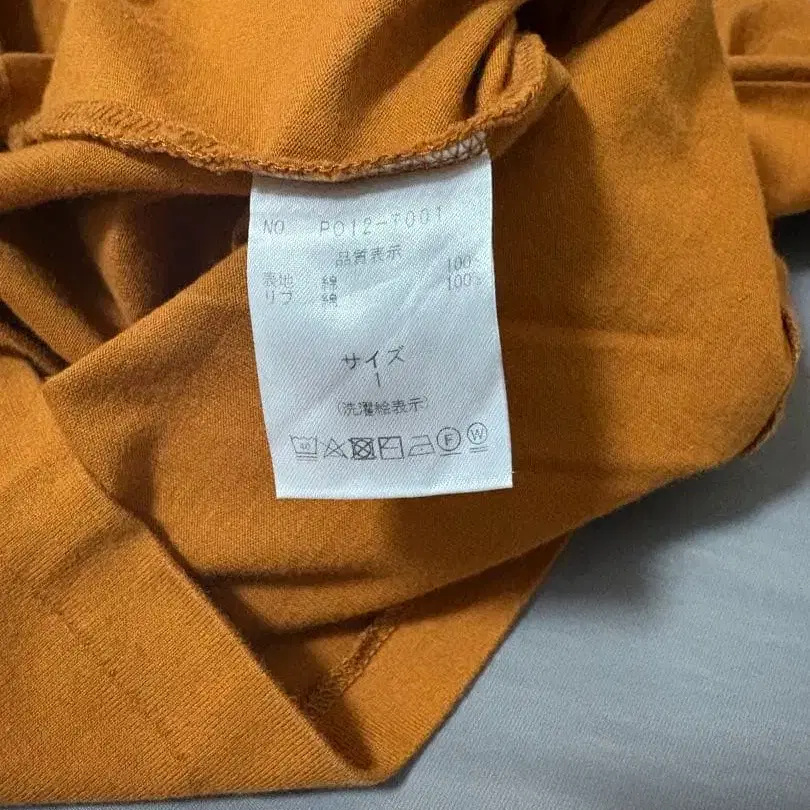 NO P012-T001
品質表示
表地 綿 100%
リブ 綿 100%
サイズ
1
(洗濯絵表示)
40 F W